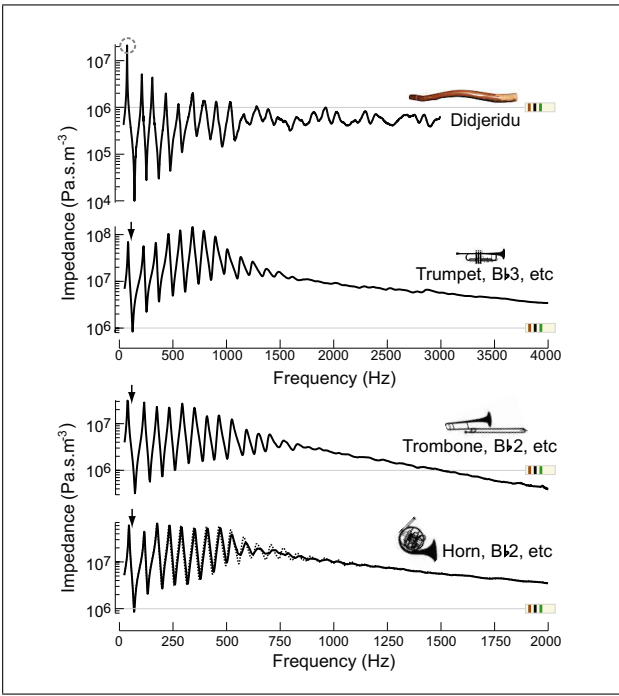 10⁷
10⁶
10⁵
10⁴
Didjeridu
Impedance (Pa.s.m⁻³)
10⁸
10⁷
10⁶
Trumpet, B♭3, etc
0 500 1000 1500 2000 2500 3000 3500 4000
Frequency (Hz)
Impedance (Pa.s.m⁻³)
10⁷
10⁶
Trombone, B♭2, etc
10⁷
10⁶
Horn, B♭2, etc
0 250 500 750 1000 1250 1500 1750 2000
Frequency (Hz)